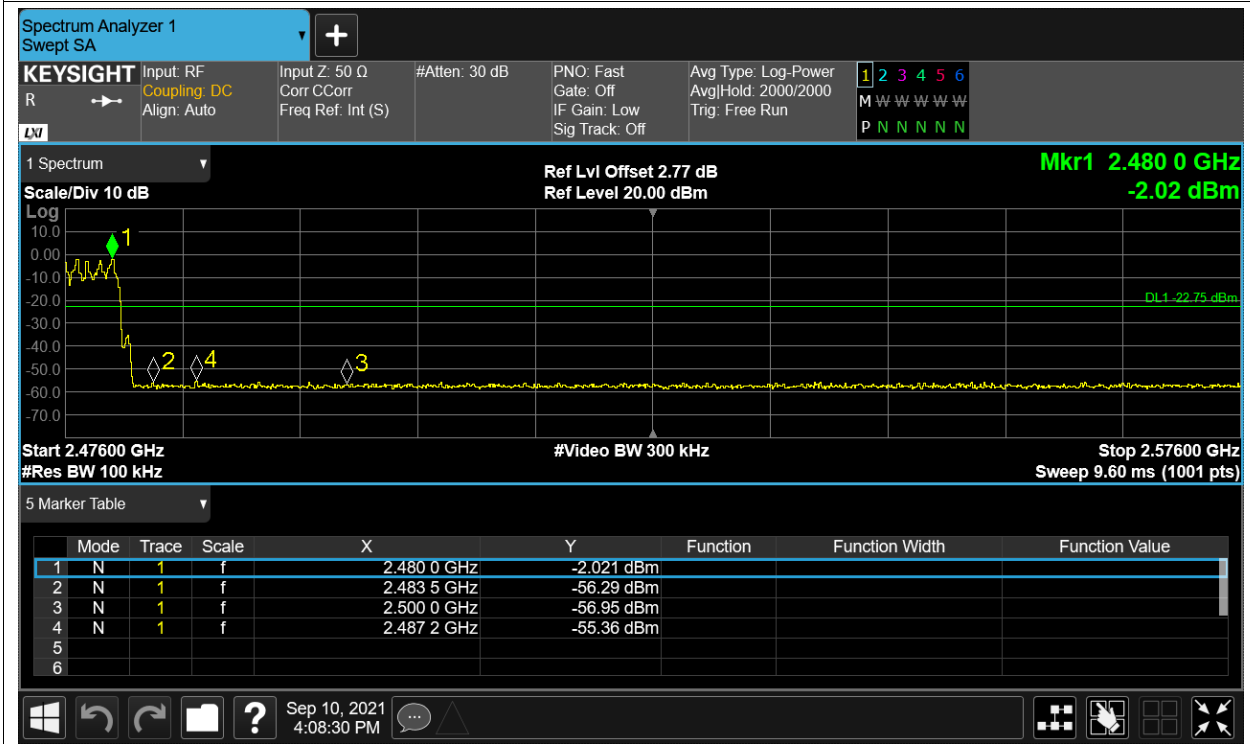 Spectrum Analyzer 1
Swept SA
+
KEYSIGHT Input: RF Input Z: 50 Ω #Atten: 30 dB PNO: Fast Avg Type: Log-Power 1 2 3 4 5 6
R Coupling: DC Corr CCorr Gate: Off Avg|Hold: 2000/2000 M W W W W W
Align: Auto Freq Ref: Int (S) IF Gain: Low Trig: Free Run
LXI Sig Track: Off P N N N N N
1 Spectrum Ref Lvl Offset 2.77 dB Mkr1 2.480 0 GHz
Scale/Div 10 dB Ref Level 20.00 dBm -2.02 dBm
Log
10.0
1
0.00
-10.0
-20.0 DL1 -22.75 dBm
-30.0
-40.0
2 4 3
-50.0
-60.0
-70.0
Start 2.47600 GHz #Video BW 300 kHz Stop 2.57600 GHz
#Res BW 100 kHz Sweep 9.60 ms (1001 pts)
5 Marker Table
Mode Trace Scale X Y Function Function Width Function Value
1 N 1 f 2.480 0 GHz -2.021 dBm
2 N 1 f 2.483 5 GHz -56.29 dBm
3 N 1 f 2.500 0 GHz -56.95 dBm
4 N 1 f 2.487 2 GHz -55.36 dBm
5
6
? Sep 10, 2021
4:08:30 PM